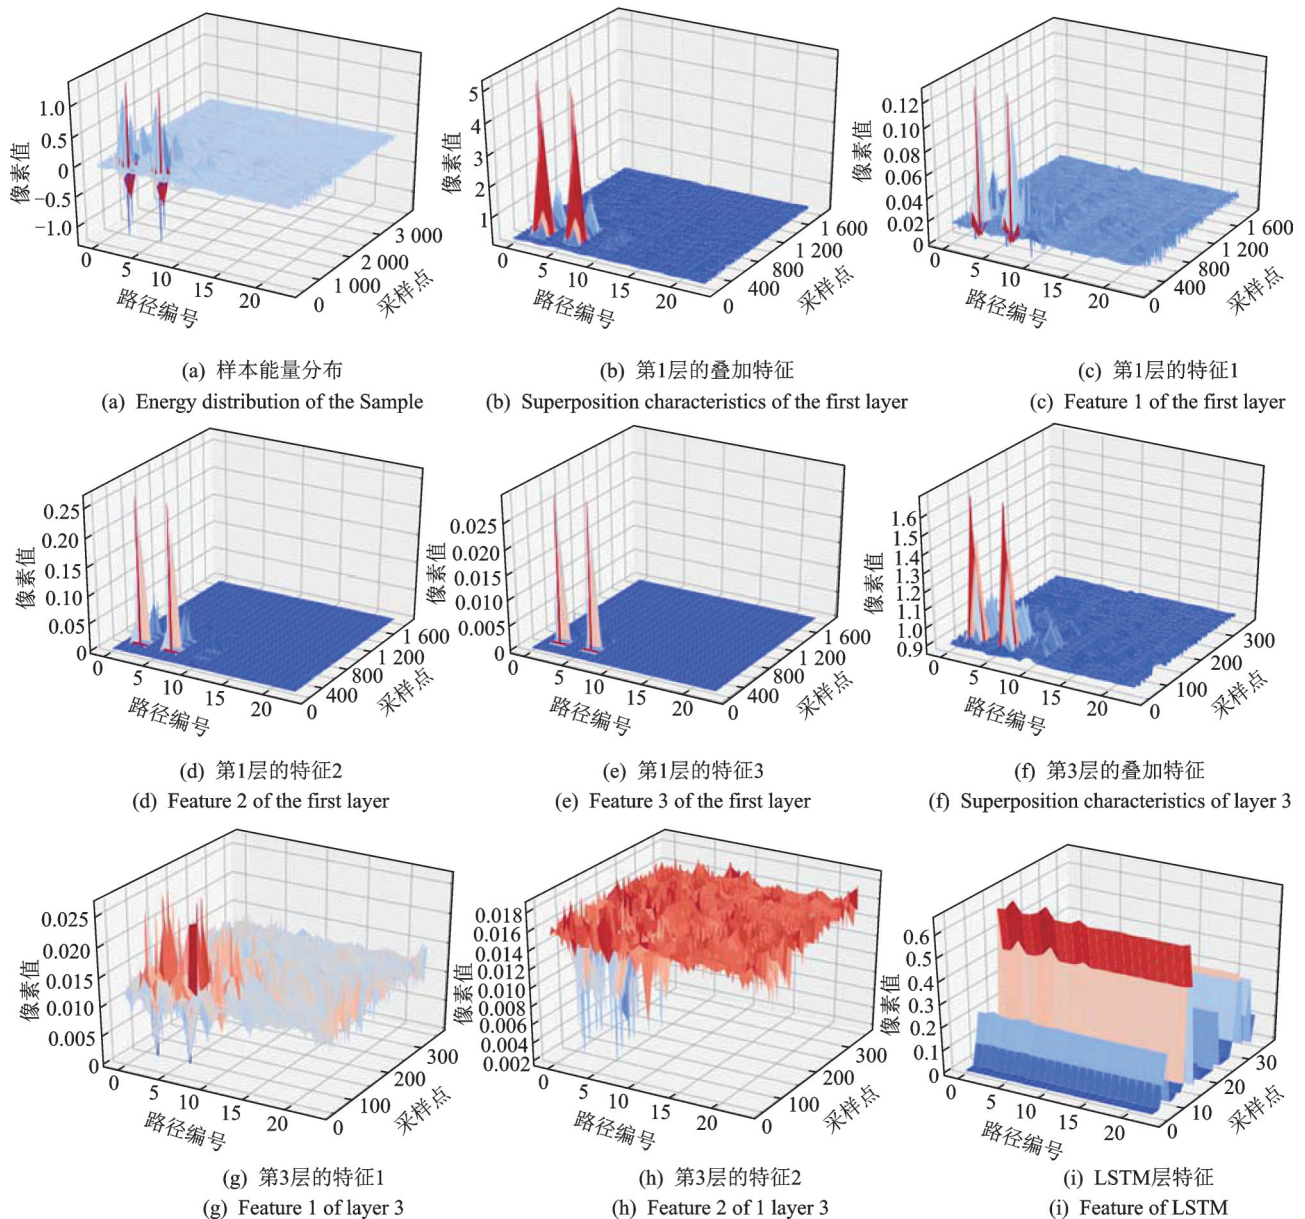 1.0
0.5
0
−0.5
−1.0
像素值
0 5 10 15 20
路径编号
0 1 000 2 000 3 000
采样点
(a) 样本能量分布
(a) Energy distribution of the Sample
5
4
3
2
1
像素值
0 5 10 15 20
路径编号
0 400 800 1 200 1 600
采样点
(b) 第1层的叠加特征
(b) Superposition characteristics of the first layer
0.12
0.10
0.08
0.06
0.04
0.02
0
像素值
0 5 10 15 20
路径编号
0 400 800 1 200 1 600
采样点
(c) 第1层的特征1
(c) Feature 1 of the first layer
0.25
0.20
0.15
0.10
0.05
0
像素值
0 5 10 15 20
路径编号
0 400 800 1 200 1 600
采样点
(d) 第1层的特征2
(d) Feature 2 of the first layer
0.025
0.020
0.015
0.010
0.005
0
像素值
0 5 10 15 20
路径编号
0 400 800 1 200 1 600
采样点
(e) 第1层的特征3
(e) Feature 3 of the first layer
1.6
1.5
1.4
1.3
1.2
1.1
1.0
0.9
像素值
0 5 10 15 20
路径编号
0 100 200 300
采样点
(f) 第3层的叠加特征
(f) Superposition characteristics of layer 3
0.025
0.020
0.015
0.010
0.005
0
像素值
0 5 10 15 20
路径编号
0 100 200 300
采样点
(g) 第3层的特征1
(g) Feature 1 of layer 3
0.018
0.016
0.014
0.012
0.010
0.008
0.006
0.004
0.002
像素值
0 5 10 15 20
路径编号
0 100 200 300
采样点
(h) 第3层的特征2
(h) Feature 2 of 1 layer 3
0.6
0.5
0.4
0.3
0.2
0.1
0
像素值
0 5 10 15 20
路径编号
0 10 20 30
采样点
(i) LSTM层特征
(i) Feature of LSTM